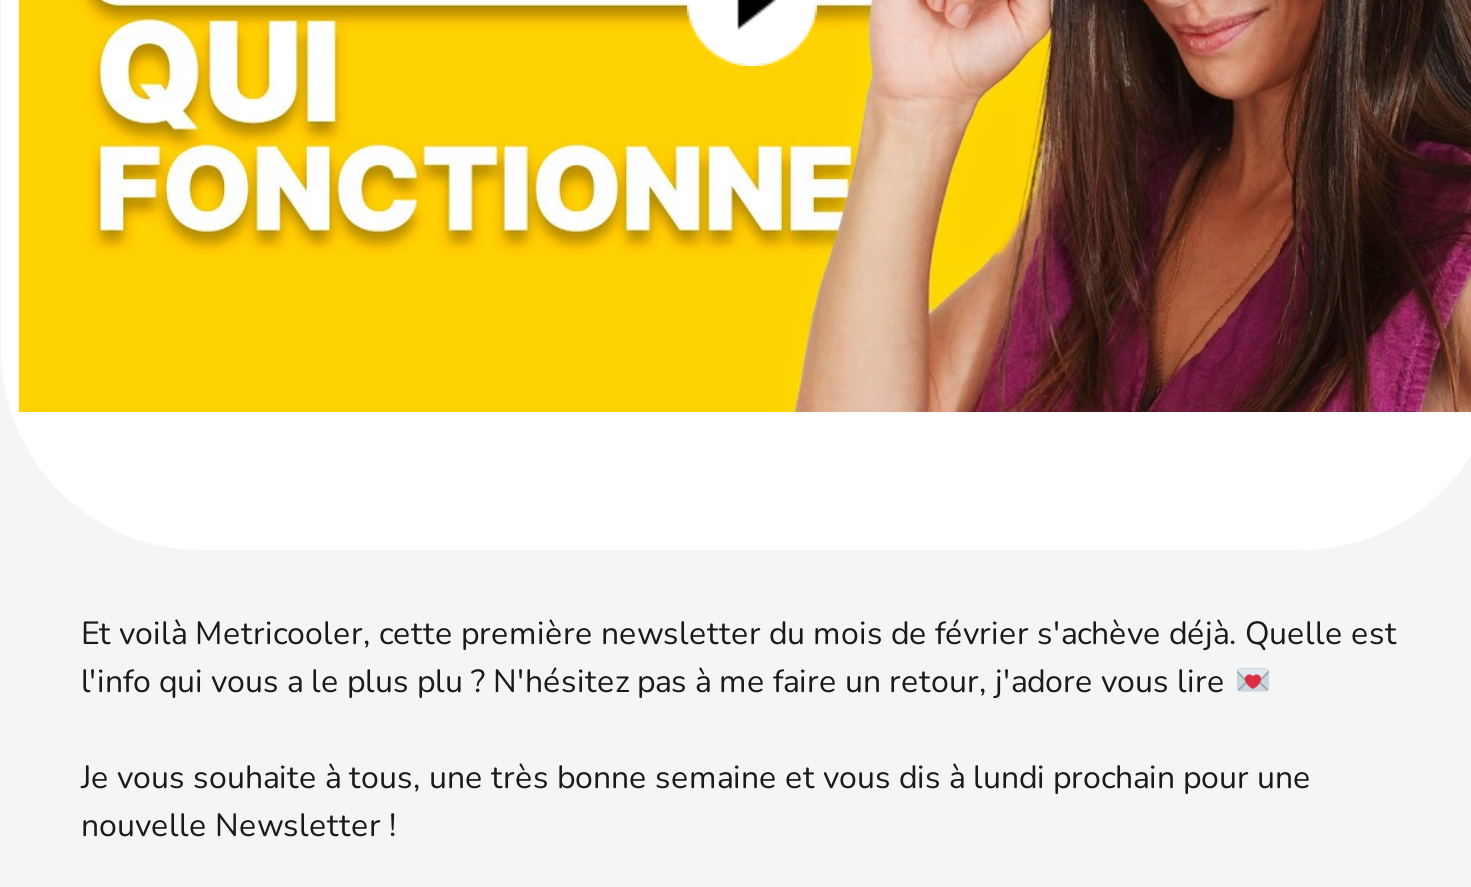 QUI
FONCTIONNE
Et voilà Metricooler, cette première newsletter du mois de février s'achève déjà. Quelle est
l'info qui vous a le plus plu ? N'hésitez pas à me faire un retour, j'adore vous lire 💌
Je vous souhaite à tous, une très bonne semaine et vous dis à lundi prochain pour une
nouvelle Newsletter !